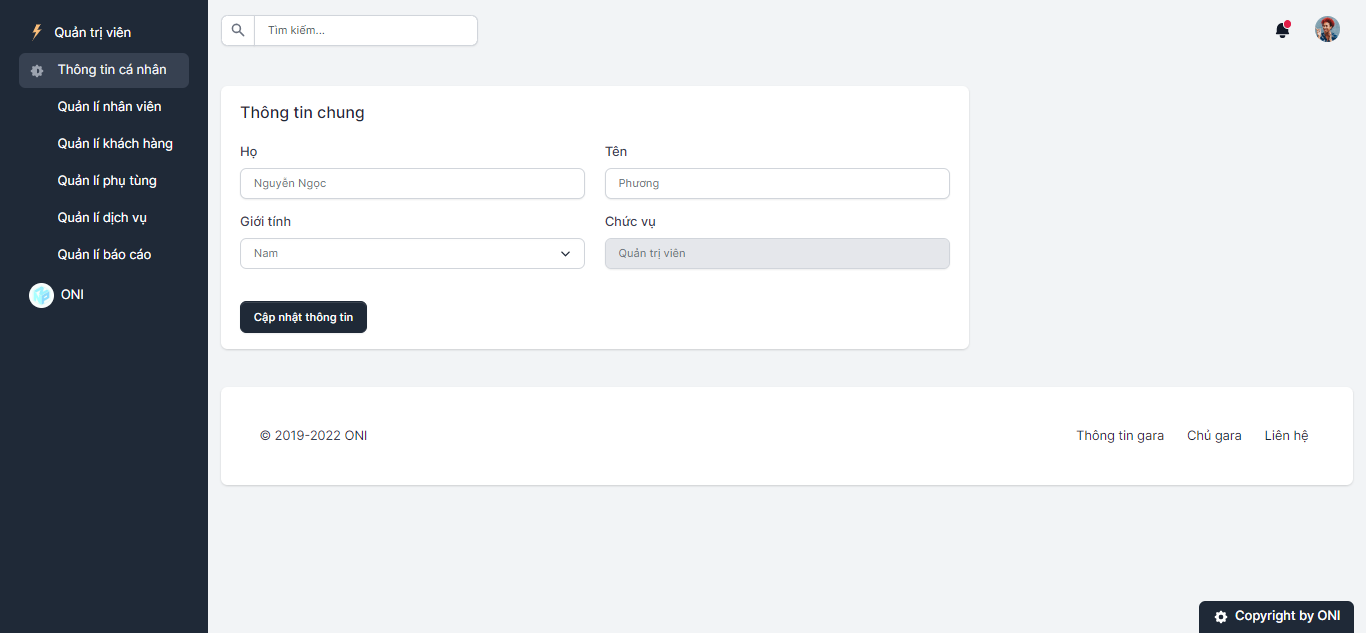 Quản trị viên
Thông tin cá nhân
Quản lí nhân viên
Quản lí khách hàng
Quản lí phụ tùng
Quản lí dịch vụ
Quản lí báo cáo
ONI
Tìm kiếm...
Thông tin chung
Họ
Tên
Nguyễn Ngọc
Phương
Giới tính
Chức vụ
Nam
Quản trị viên
Cập nhật thông tin
© 2019-2022 ONI
Thông tin gara
Chủ gara
Liên hệ
Copyright by ONI